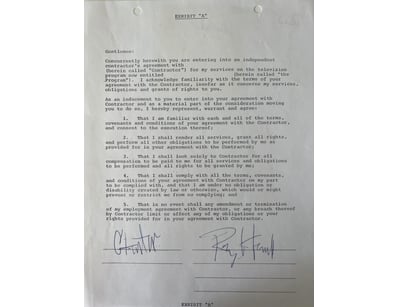 EXHIBIT "A"
Gentlemen:
Concurrently herewith you are entering into an independent
contractor's agreement with
(herein called "Contractor") for my services on the television
program now entitled (herein called "the
Program"). I acknowledge familiarity with the terms of your
agreement with the Contractor, insofar as it concerns my services,
obligations and grants of rights to you.
As an inducement to you to enter into your agreement with
Contractor and as a material part of the consideration moving
you to do so, I hereby represent, warrant and agree:
1. That I am familiar with each and all of the terms,
covenants and conditions of your agreement with the Contractor,
and consent to the execution thereof;
2. That I shall render all services, grant all rights,
and perform all other obligations to be performed by me as
provided for in your agreement with the Contractor;
3. That I shall look solely to Contractor for all
compensation to be paid to me for all services and obligations
to be performed and all rights to be granted by me;
4. That I shall comply with all the terms, covenants,
and conditions of your agreement with Contractor on my part
to be complied with, and that I am under no obligation or
disability created by law or otherwise, which would or might
prevent or restrict me from so complying; and
5. That in no event shall any amendment or
termination of my employment agreement with Contractor, or any breach thereof
by Contractor limit or affect any of my obligations or your
rights provided for in your agreement with Contractor.
EXHIBIT "A"